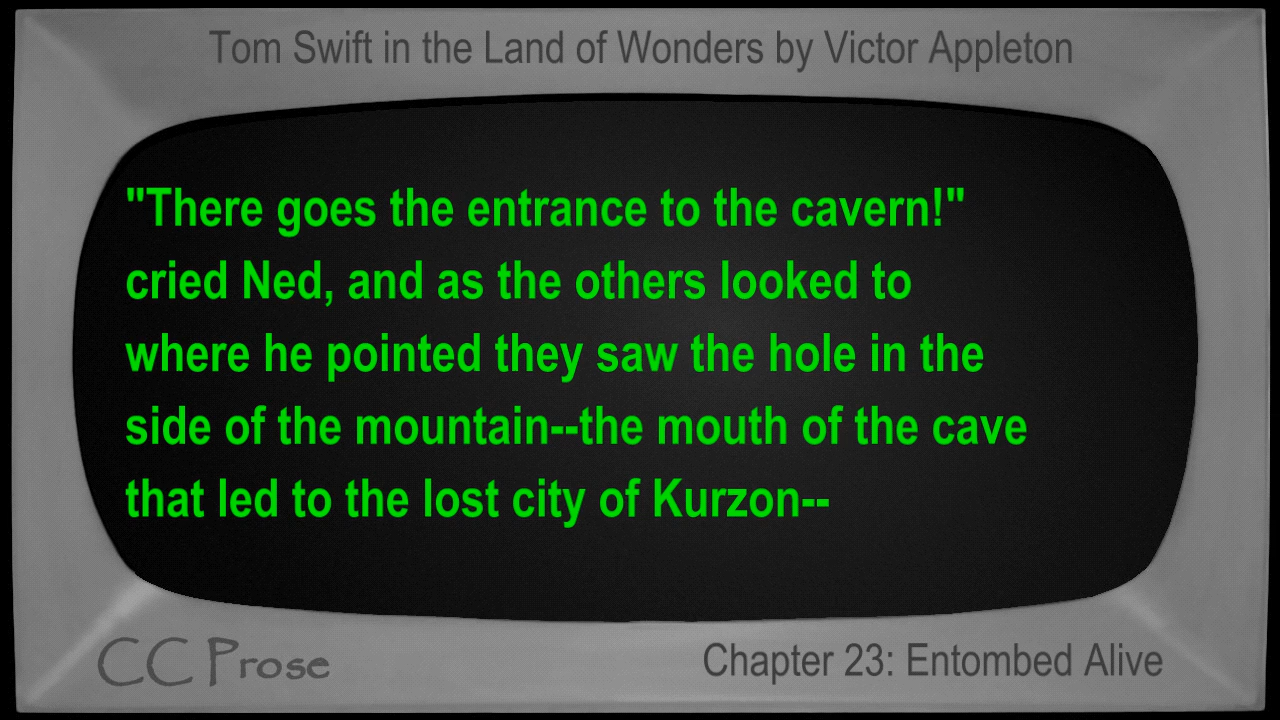 Tom Swift in the Land of Wonders by Victor Appleton
"There goes the entrance to the cavern!"
cried Ned, and as the others looked to
where he pointed they saw the hole in the
side of the mountain--the mouth of the cave
that led to the lost city of Kurzon--
CC Prose
Chapter 23: Entombed Alive